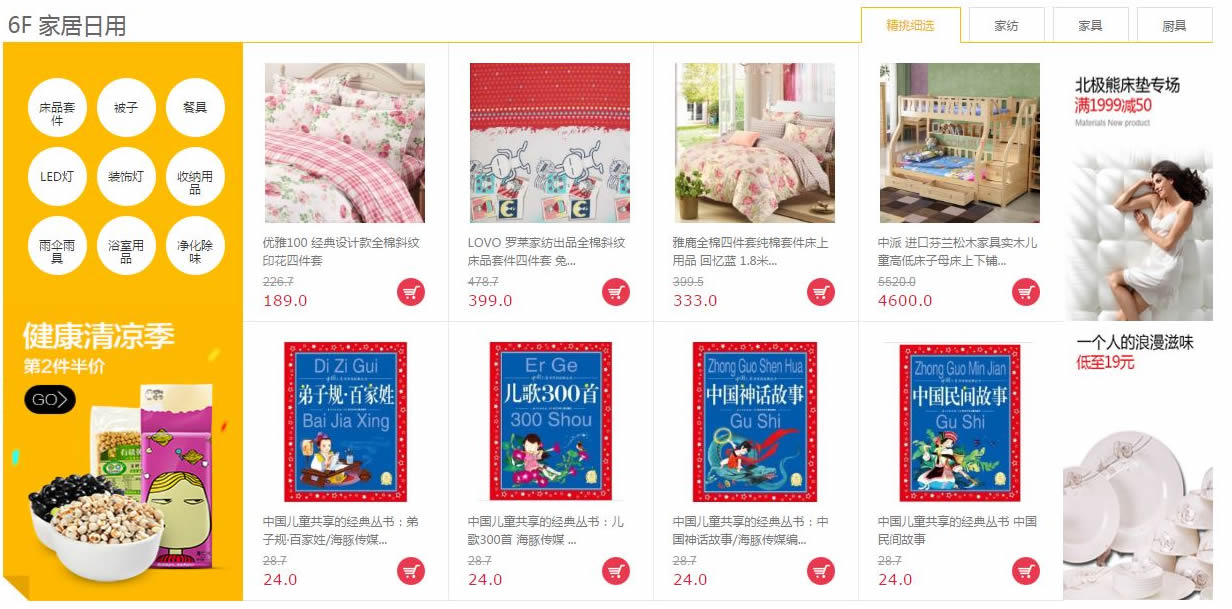 6F 家居日用
精挑细选
家纺
家具
厨具
床品套
件
被子
餐具
LED灯
装饰灯
收纳用
品
雨伞雨
具
浴室用
品
净化除
味
健康清凉季
第2件半价
GO
优雅100 经典设计款全棉斜纹
印花四件套
226.7
189.0
LOVO 罗莱家纺出品全棉斜纹
床品套件四件套 兔...
478.7
399.0
雅鹿全棉四件套纯棉套件床上
用品 回忆蓝 1.8米...
399.5
333.0
中派 进口芬兰松木家具实木儿
童高低床子母床上下铺...
5520.0
4600.0
北极熊床垫专场
满1999减50
Materials New product
Di Zi Gui
弟子规·百家姓
Bai Jia Xing
中国儿童共享的经典丛书：弟
子规·百家姓/海豚传媒...
28.7
24.0
Er Ge
儿歌300首
300 Shou
中国儿童共享的经典丛书：儿
歌300首 海豚传媒 ...
28.7
24.0
Zhong Guo Shen Hua
中国神话故事
Gu Shi
中国儿童共享的经典丛书：中
国神话故事/海豚传媒编...
28.7
24.0
Zhong Guo Min Jian
中国民间故事
Gu Shi
中国儿童共享的经典丛书 中国
民间故事
28.7
24.0
一个人的浪漫滋味
低至19元